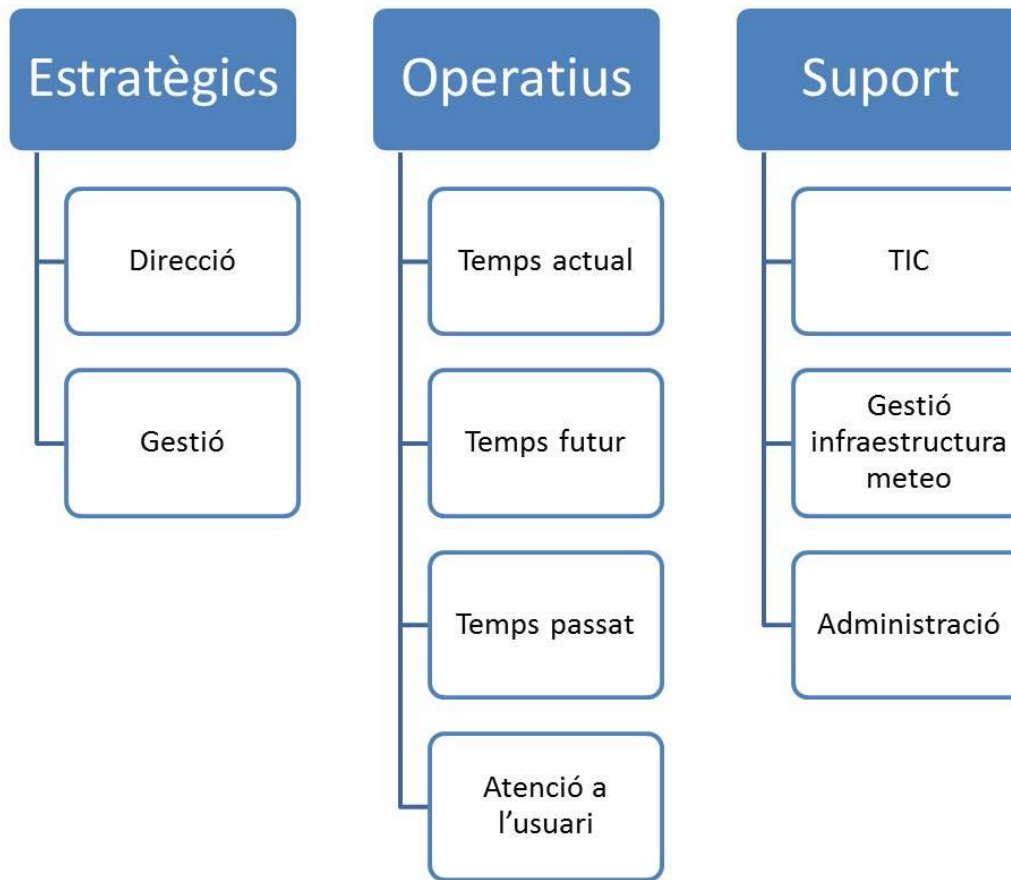 Estratègics
Direcció
Gestió
Operatius
Temps actual
Temps futur
Temps passat
Atenció a
l'usuari
Suport
TIC
Gestió
infraestructura
meteo
Administració